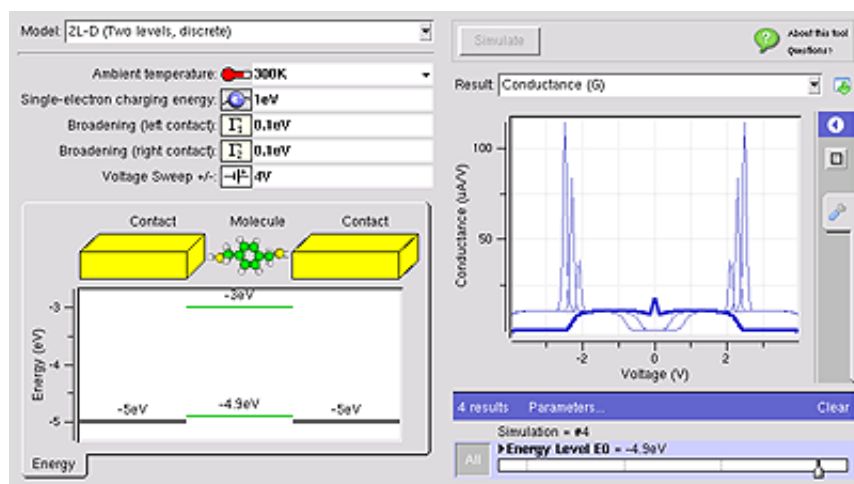 Model: 2L-D (Two levels, discrete)
Ambient temperature: 300K
Single-electron charging energy: 1eV
Broadening (left contact): Γ1 0.1eV
Broadening (right contact): Γ2 0.1eV
Voltage Sweep +/-: 4V
Contact Molecule Contact
-3eV
-3
-4
-5
Energy (eV)
-5eV -4.9eV -5eV
Energy
Simulate
About this tool
Questions?
Result: Conductance (G)
100
50
Conductance (uA/V)
-2 0 2
Voltage (V)
4 results Parameters... Clear
Simulation = #4
All
Energy Level E0 = -4.9eV